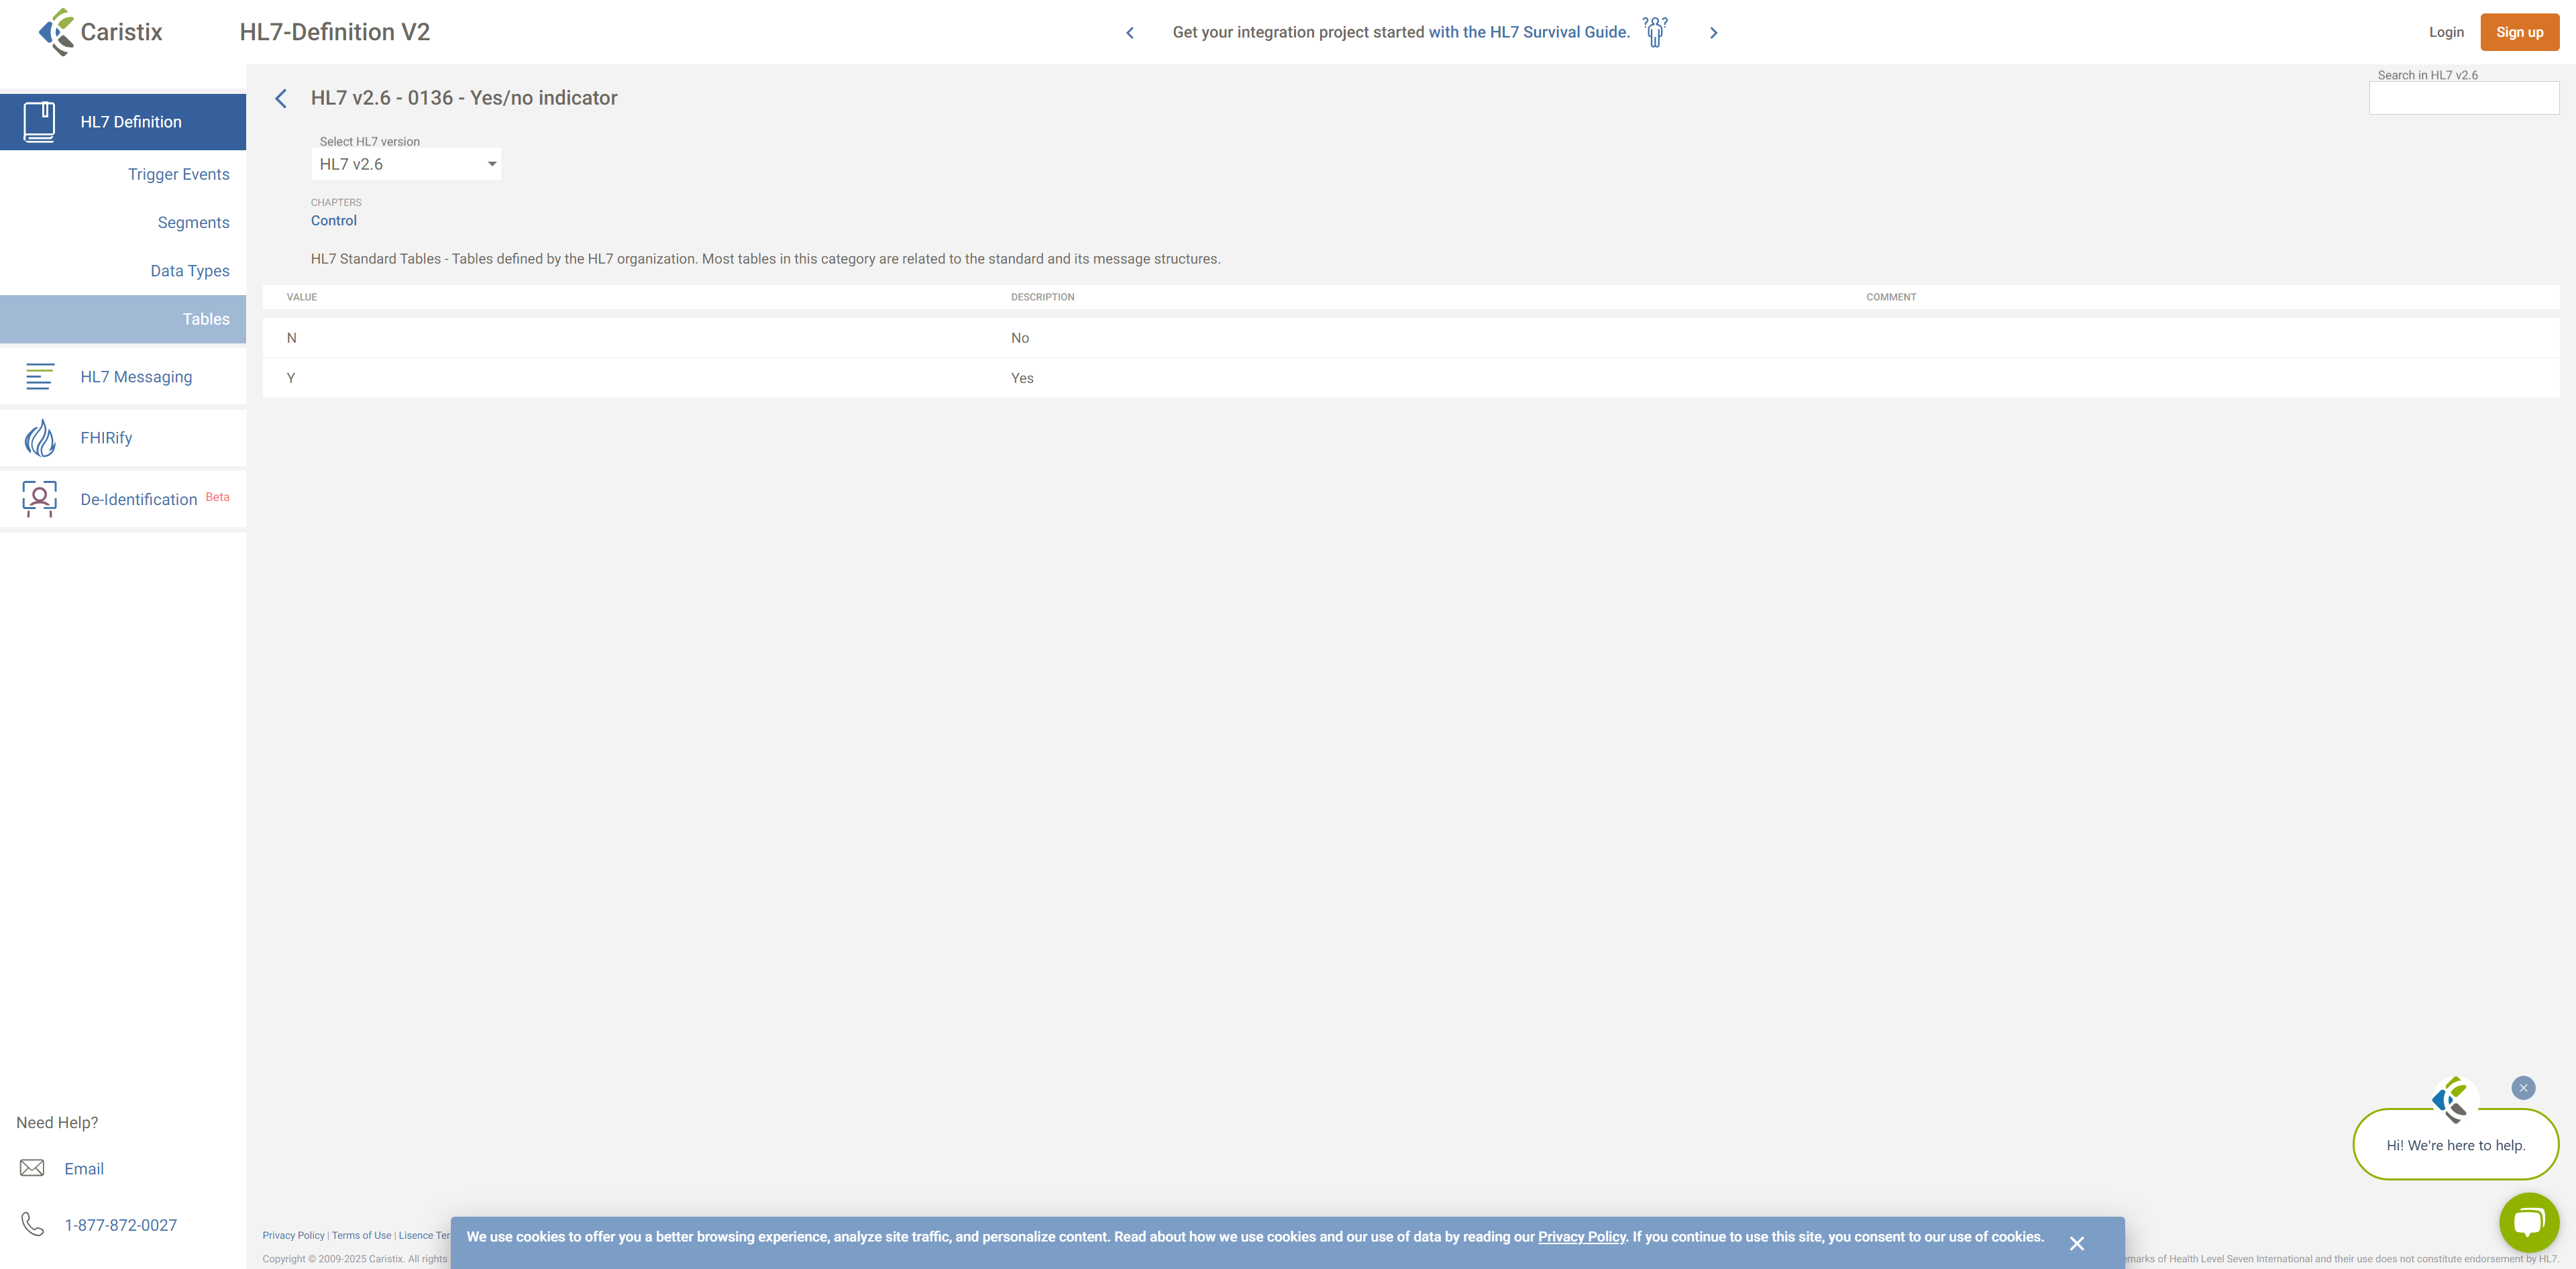 Caristix
HL7-Definition V2
Get your integration project started with the HL7 Survival Guide.
Login
Sign up
HL7 Definition
Trigger Events
Segments
Data Types
Tables
HL7 Messaging
FHIRify
De-Identification Beta
Need Help?
Email
1-877-872-0027
HL7 v2.6 - 0136 - Yes/no indicator
Search in HL7 v2.6
Select HL7 version
HL7 v2.6
CHAPTERS
Control
HL7 Standard Tables - Tables defined by the HL7 organization. Most tables in this category are related to the standard and its message structures.
VALUE DESCRIPTION COMMENT
N No
Y Yes
Hi! We're here to help.
Privacy Policy | Terms of Use | Lisence Ter
We use cookies to offer you a better browsing experience, analyze site traffic, and personalize content. Read about how we use cookies and our use of data by reading our Privacy Policy. If you continue to use this site, you consent to our use of cookies.
Copyright © 2009-2025 Caristix. All rights
emarks of Health Level Seven International and their use does not constitute endorsement by HL7.